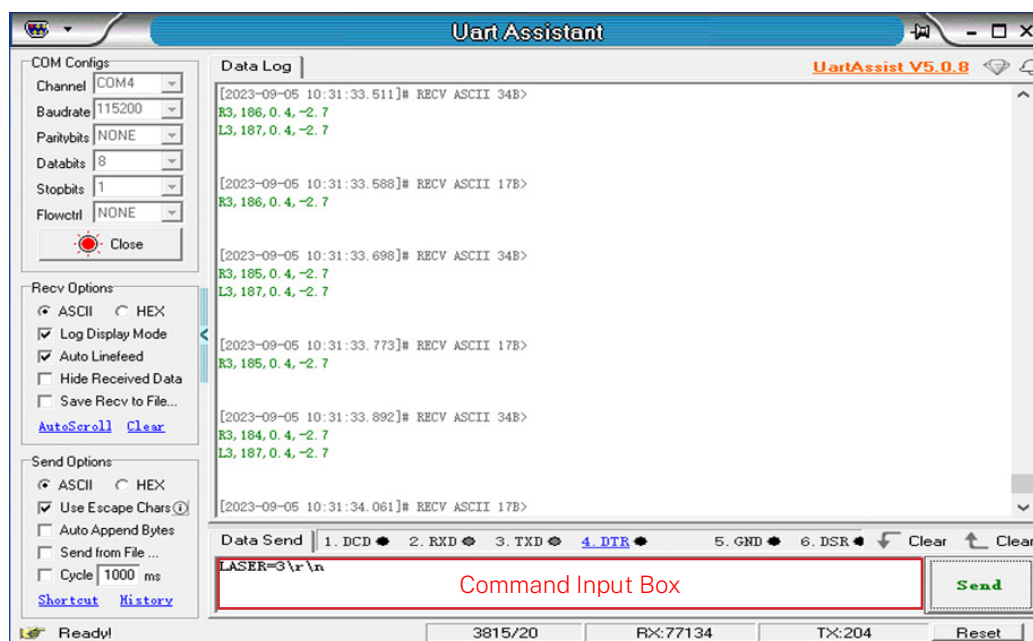 Uart Assistant
COM Configs
Channel COM4
Baudrate 115200
Paritybits NONE
Databits 8
Stopbits 1
Flowctrl NONE
Close
Recv Options
ASCII HEX
Log Display Mode
Auto Linefeed
Hide Received Data
Save Recv to File...
AutoScroll Clear
Send Options
ASCII HEX
Use Escape Chars
Auto Append Bytes
Send from File ...
Cycle 1000 ms
Shortcut History
Data Log
UartAssist V5.0.8
[2023-09-05 10:31:33.511]# RECV ASCII 34B>
R3,186,0.4,-2.7
L3,187,0.4,-2.7
[2023-09-05 10:31:33.588]# RECV ASCII 17B>
R3,186,0.4,-2.7
[2023-09-05 10:31:33.698]# RECV ASCII 34B>
R3,185,0.4,-2.7
L3,187,0.4,-2.7
[2023-09-05 10:31:33.773]# RECV ASCII 17B>
R3,185,0.4,-2.7
[2023-09-05 10:31:33.892]# RECV ASCII 34B>
R3,184,0.4,-2.7
L3,187,0.4,-2.7
[2023-09-05 10:31:34.061]# RECV ASCII 17B>
Data Send 1. DCD 2. RXD 3. TXD 4. DTR 5. GND 6. DSR Clear Clear
LASER=3\r\n
Command Input Box
Send
Ready! 3815/20 RX:77134 TX:204 Reset